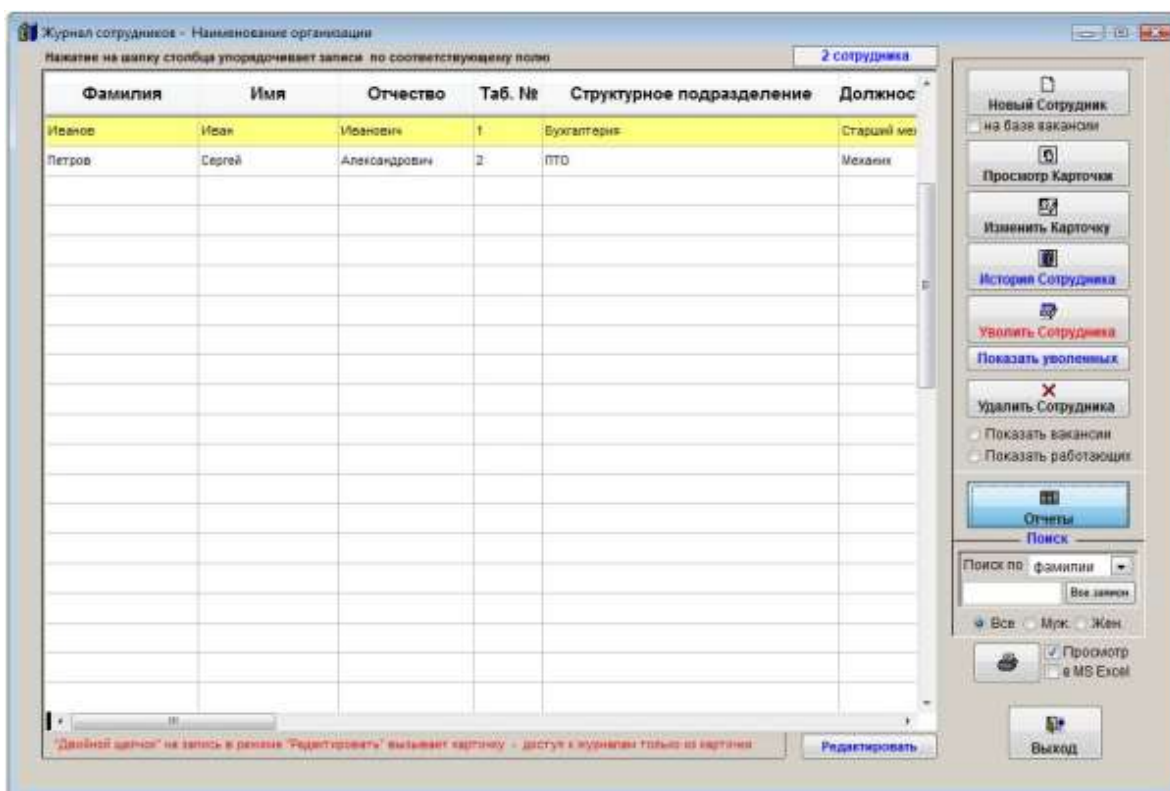 Журнал сотрудников - Наименование организации
Нажатие на шапку столбца упорядочивает записи по соответствующему полю
2 сотрудника
Фамилия Имя Отчество Таб. № Структурное подразделение Должнос
Иванов Иван Иванович 1 Бухгалтерия Старший мех
Петров Сергей Александрович 2 ПТО Механик
Новый Сотрудник
на базе вакансии
Просмотр Карточки
Изменить Карточку
История Сотрудника
Уволить Сотрудника
Показать уволенных
Удалить Сотрудника
Показать вакансии
Показать работающих
Отчеты
Поиск
Поиск по фамилии
Все записи
Все Муж. Жен.
Просмотр
в MS Excel
"Двойной щелчок" на запись в режиме "Редактировать" вызывает карточку - доступ к журналам только из карточки
Редактировать
Выход